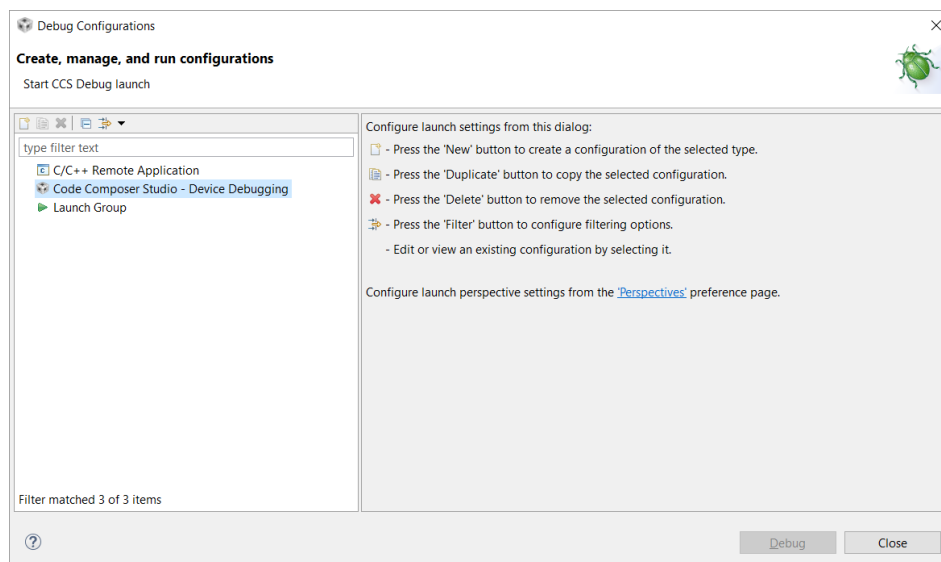 Debug Configurations
Create, manage, and run configurations
Start CCS Debug launch
type filter text
C/C++ Remote Application
Code Composer Studio - Device Debugging
Launch Group
Filter matched 3 of 3 items
Configure launch settings from this dialog:
- Press the 'New' button to create a configuration of the selected type.
- Press the 'Duplicate' button to copy the selected configuration.
- Press the 'Delete' button to remove the selected configuration.
- Press the 'Filter' button to configure filtering options.
- Edit or view an existing configuration by selecting it.
Configure launch perspective settings from the 'Perspectives' preference page.
Debug
Close